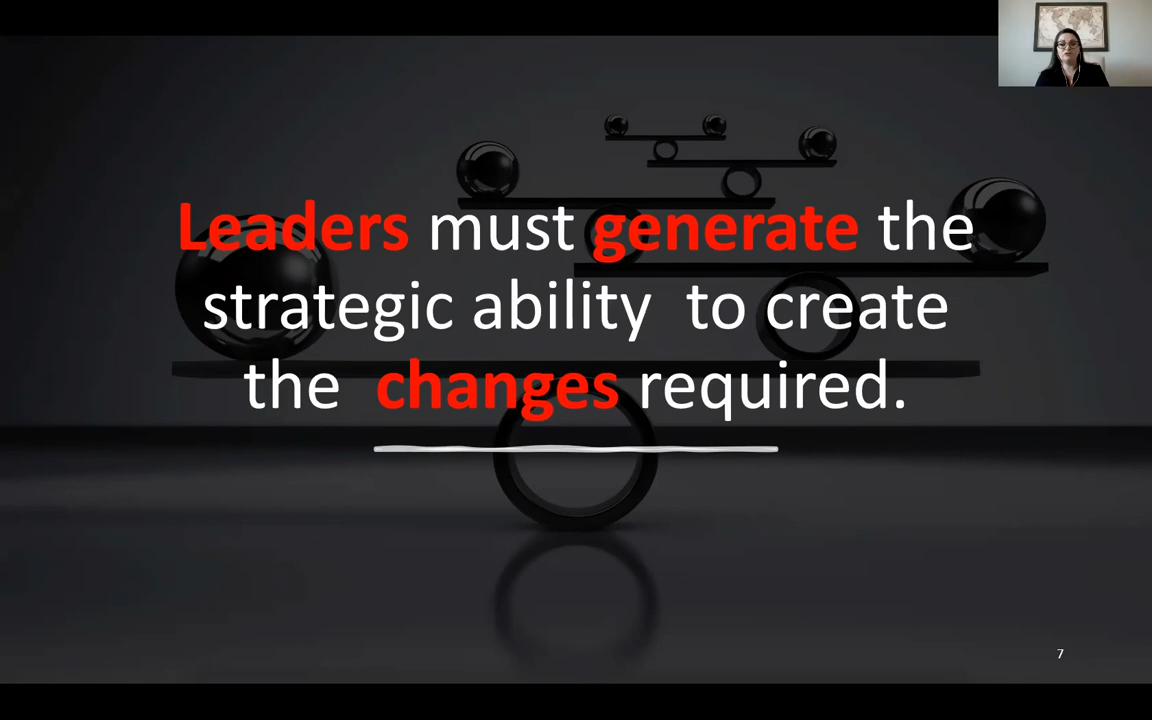 Leaders must generate the
strategic ability  to create
the  changes required.
7